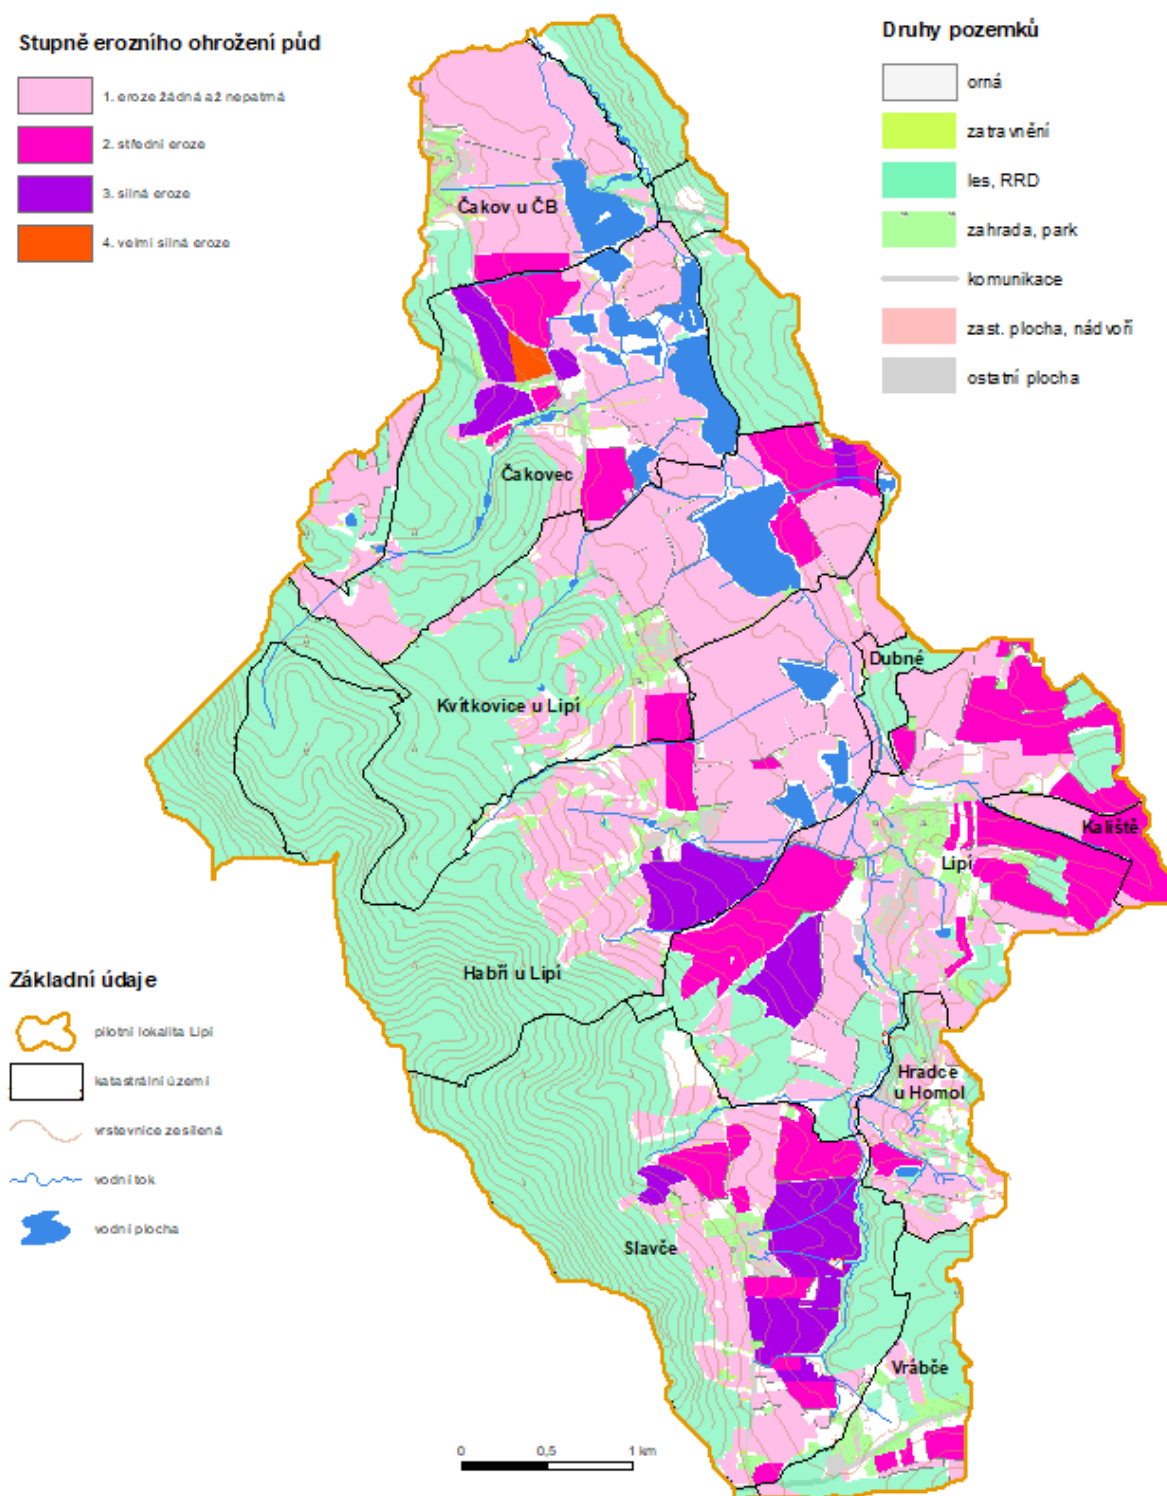 Stupně erozního ohrožení půd
1. eroze žádná až nepatrná
2. střední eroze
3. silná eroze
4. velmi silná eroze
Druhy pozemků
orná
zatravnění
les, RRD
zahrada, park
komunikace
zast. plocha, nádvoří
ostatní plocha
Čakov u ČB
Čakovec
Dubné
Kvítkovice u Lipí
Kaliště
Lipí
Habří u Lipí
Hradce
u Homol
Slavče
Vrábče
Základní údaje
pilotní lokalita Lipí
katastrální území
vrstevnice zesílená
vodní tok
vodní plocha
0 0,5 1 km